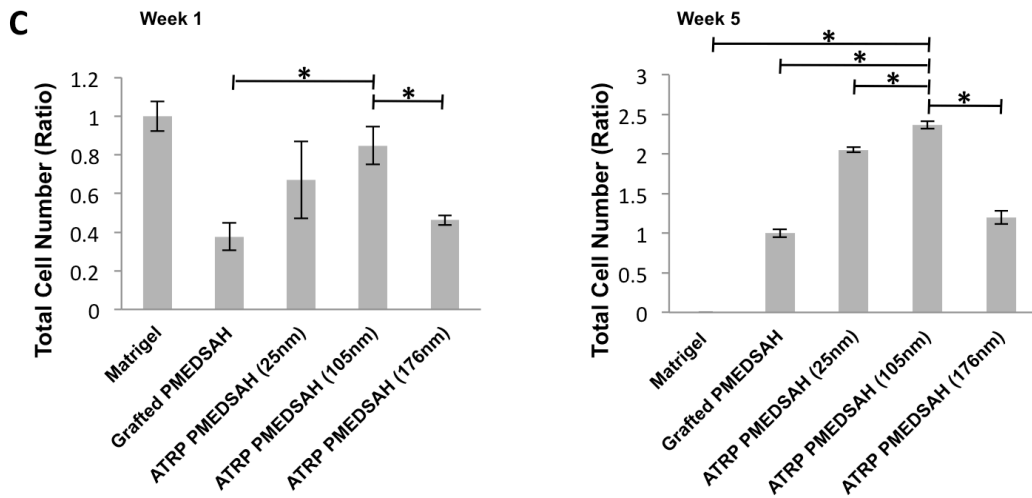 C
Week 1
Total Cell Number (Ratio)
1.2
1
0.8
0.6
0.4
0.2
0
*
*
Matrigel
Grafted PMEDSAH
ATRP PMEDSAH (25nm)
ATRP PMEDSAH (105nm)
ATRP PMEDSAH (176nm)
Week 5
Total Cell Number (Ratio)
3
2.5
2
1.5
1
0.5
0
*
*
*
*
Matrigel
Grafted PMEDSAH
ATRP PMEDSAH (25nm)
ATRP PMEDSAH (105nm)
ATRP PMEDSAH (176nm)